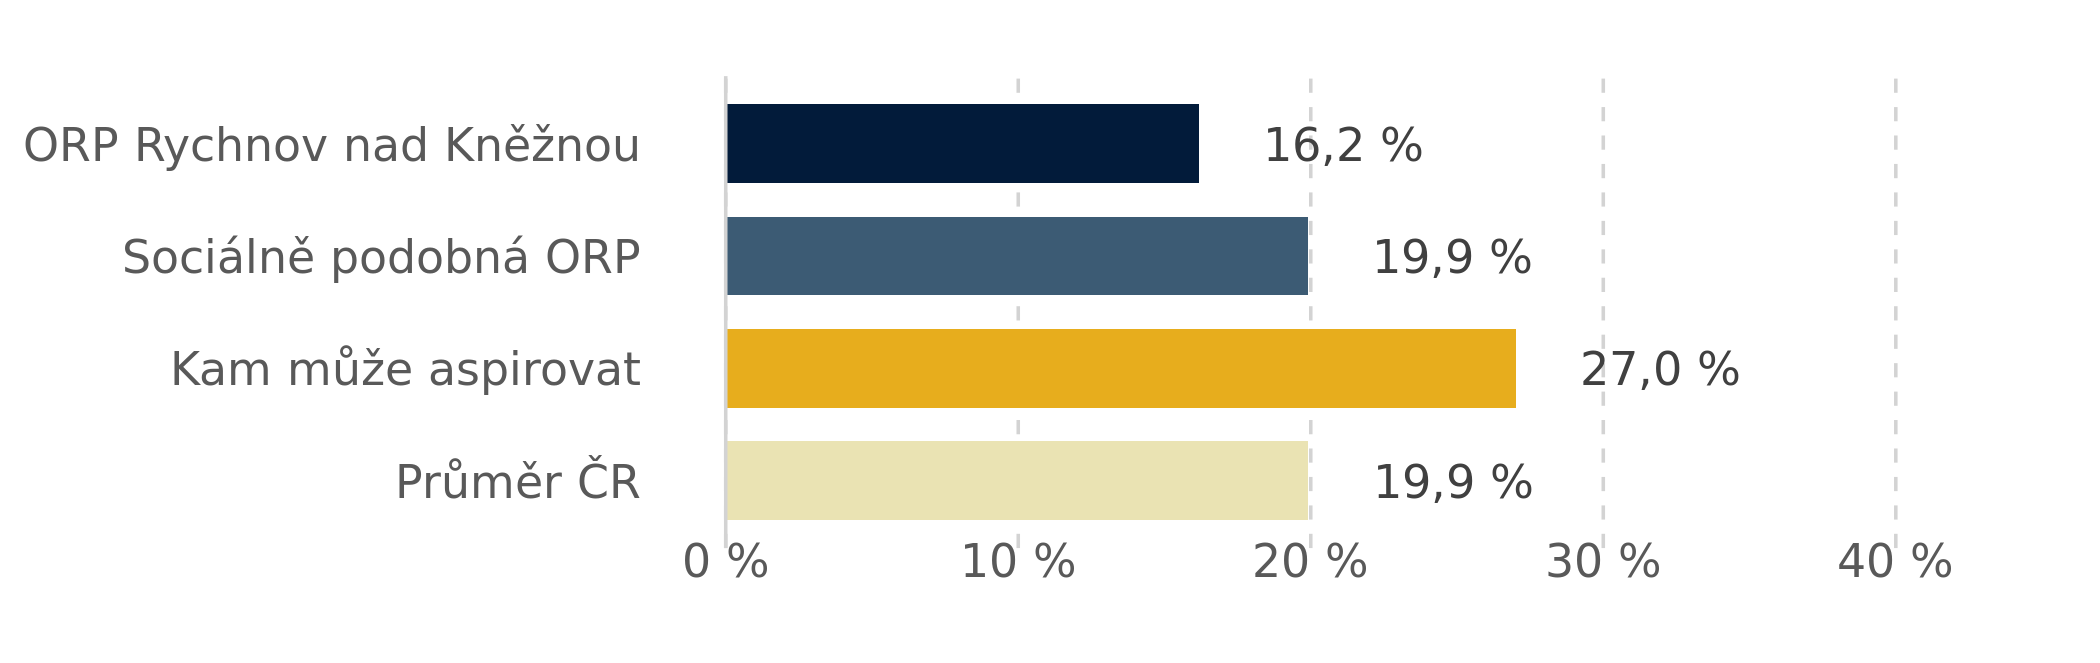 ORP Rychnov nad Kněžnou 16,2 %
Sociálně podobná ORP 19,9 %
Kam může aspirovat 27,0 %
Průměr ČR 19,9 %
0 % 10 % 20 % 30 % 40 %